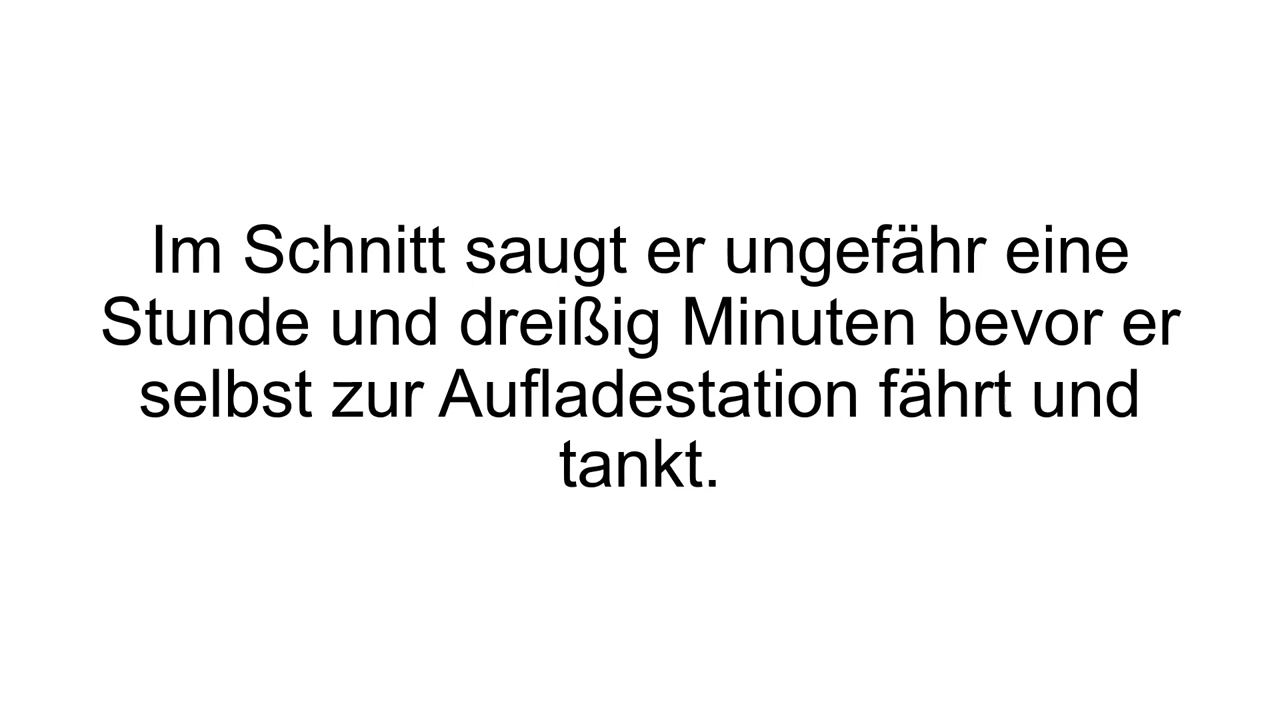 Im Schnitt saugt er ungefähr eine
Stunde und dreißig Minuten bevor er
selbst zur Aufladestation fährt und
tankt.